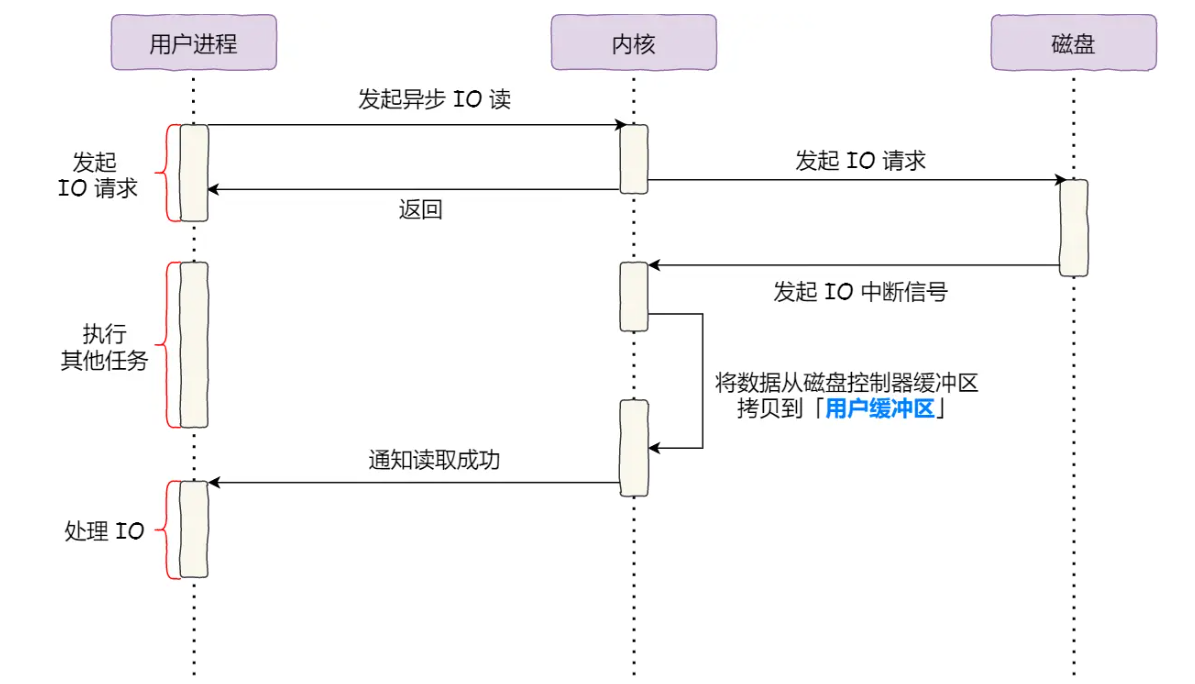 用户进程
内核
磁盘
发起异步 IO 读
发起
IO 请求
发起 IO 请求
返回
发起 IO 中断信号
执行
其他任务
将数据从磁盘控制器缓冲区
拷贝到「用户缓冲区」
通知读取成功
处理 IO